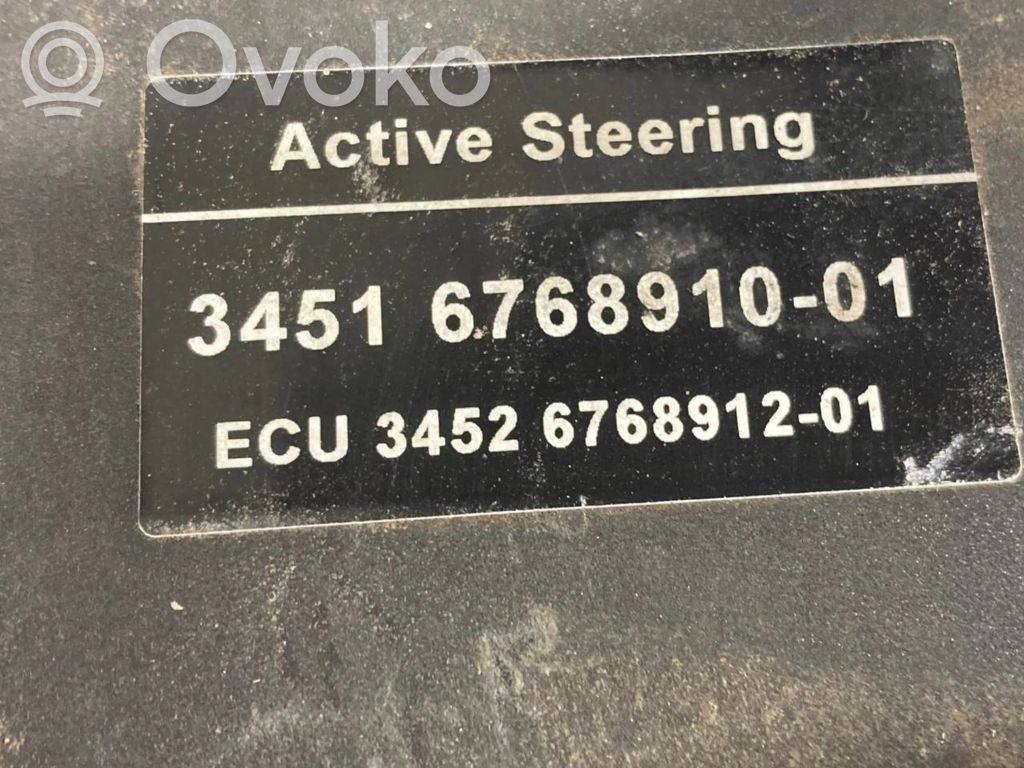 Ovoko
Active Steering
3451 6768910-01
ECU 3452 6768912-01